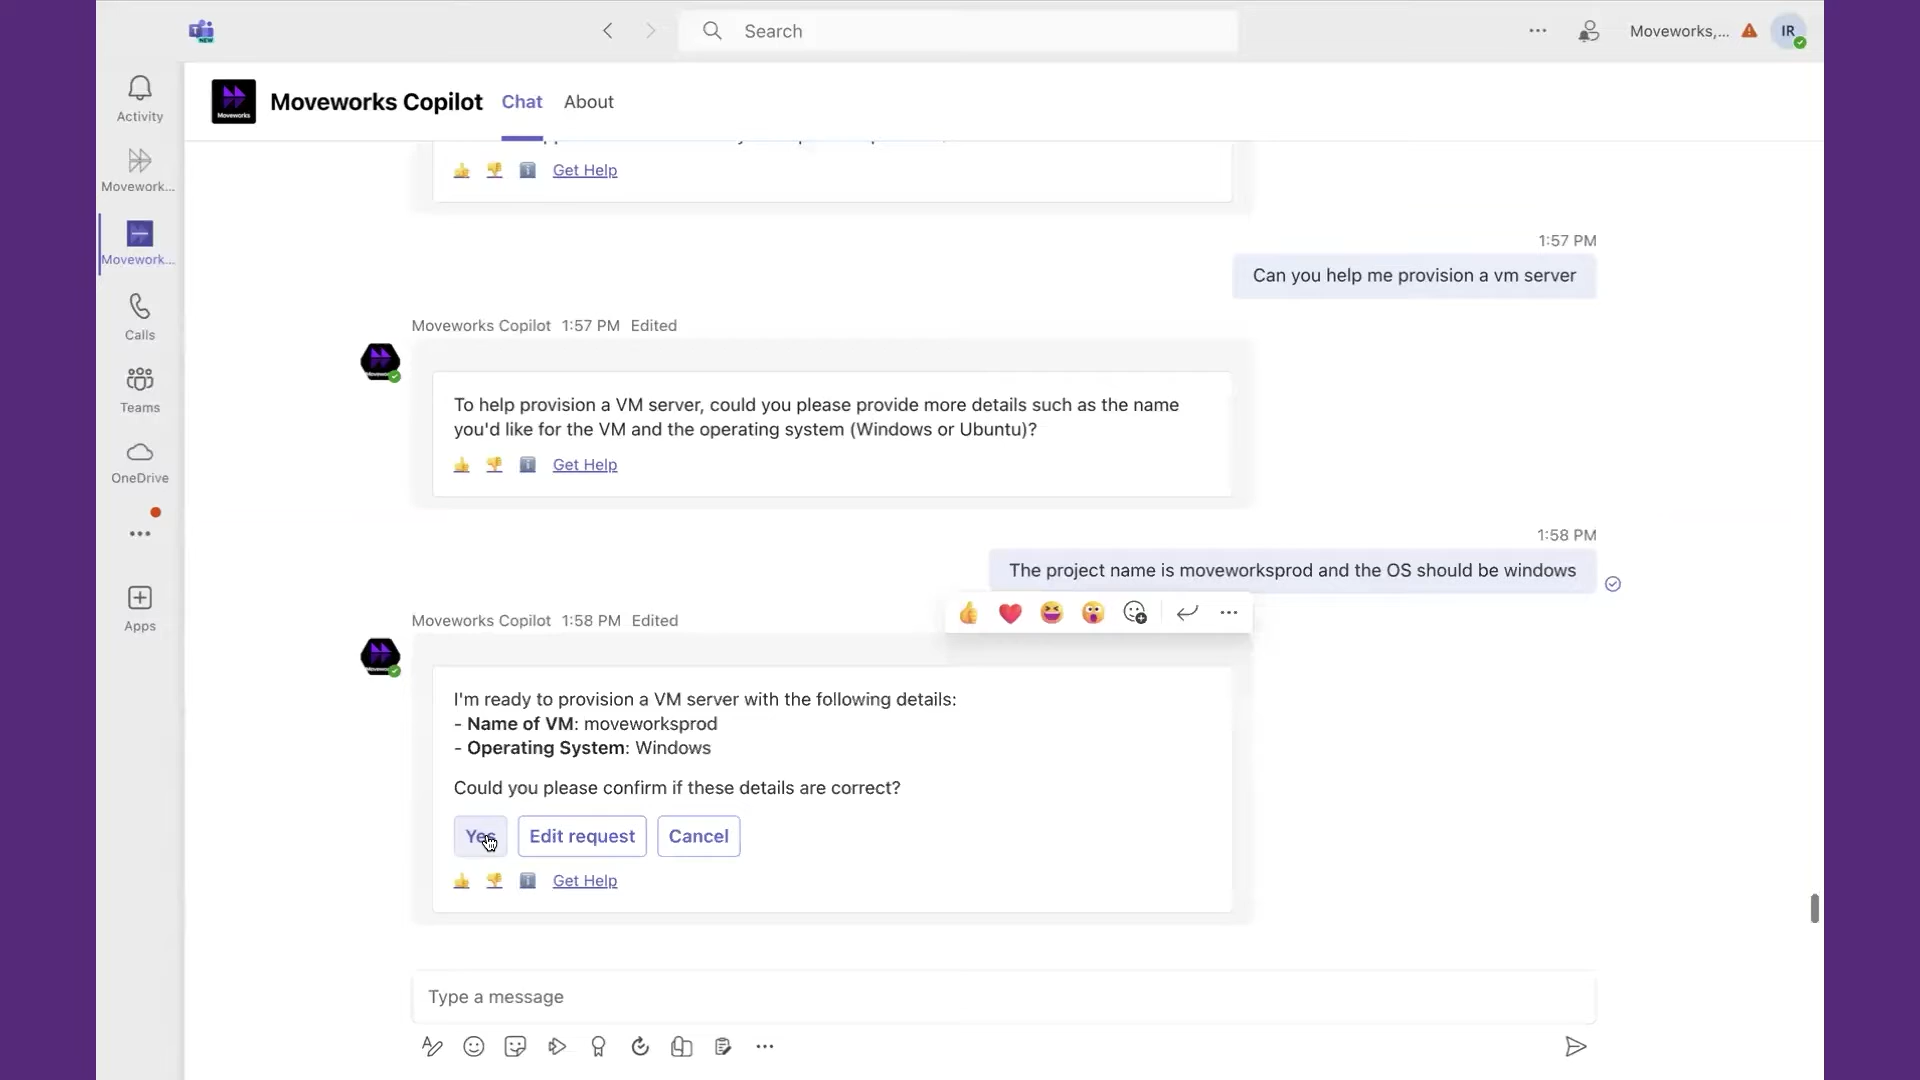 NEW
Search
Moveworks,...
IR
Activity
Movework...
Movework...
Calls
Teams
OneDrive
Apps
Moveworks
Moveworks Copilot
Chat
About
Get Help
1:57 PM
Can you help me provision a vm server
Moveworks Copilot 1:57 PM Edited
To help provision a VM server, could you please provide more details such as the name
you'd like for the VM and the operating system (Windows or Ubuntu)?
Get Help
1:58 PM
The project name is moveworksprod and the OS should be windows
Moveworks Copilot 1:58 PM Edited
I'm ready to provision a VM server with the following details:
- Name of VM: moveworksprod
- Operating System: Windows
Could you please confirm if these details are correct?
Yes
Edit request
Cancel
Get Help
Type a message